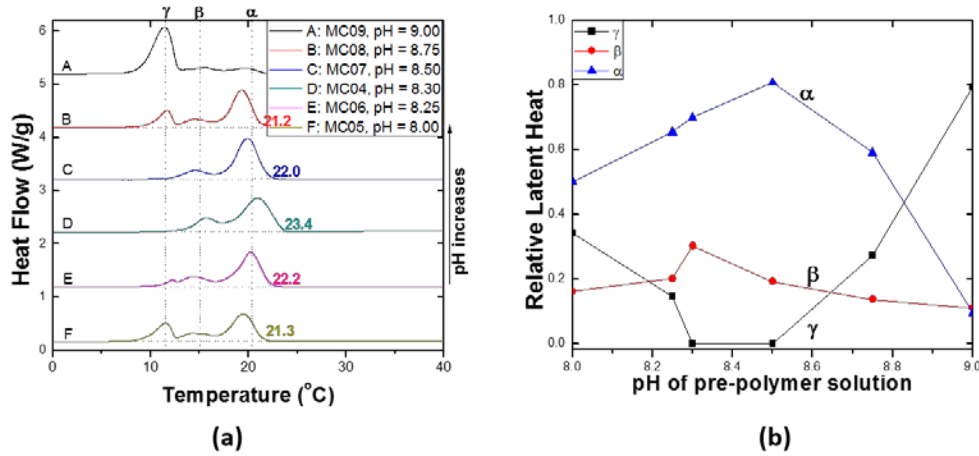 γ β α
A: MC09, pH = 9.00
B: MC08, pH = 8.75
C: MC07, pH = 8.50
D: MC04, pH = 8.30
E: MC06, pH = 8.25
F: MC05, pH = 8.00
A
B
21.2
C
22.0
D
23.4
E
22.2
F
21.3
6
5
4
3
2
1
0
Heat Flow (W/g)
pH increases
0 10 20 30 40
Temperature (°C)
(a)
γ
β
α
α
β
γ
1.0
0.8
0.6
0.4
0.2
0.0
Relative Latent Heat
8.0 8.2 8.4 8.6 8.8 9.0
pH of pre-polymer solution
(b)